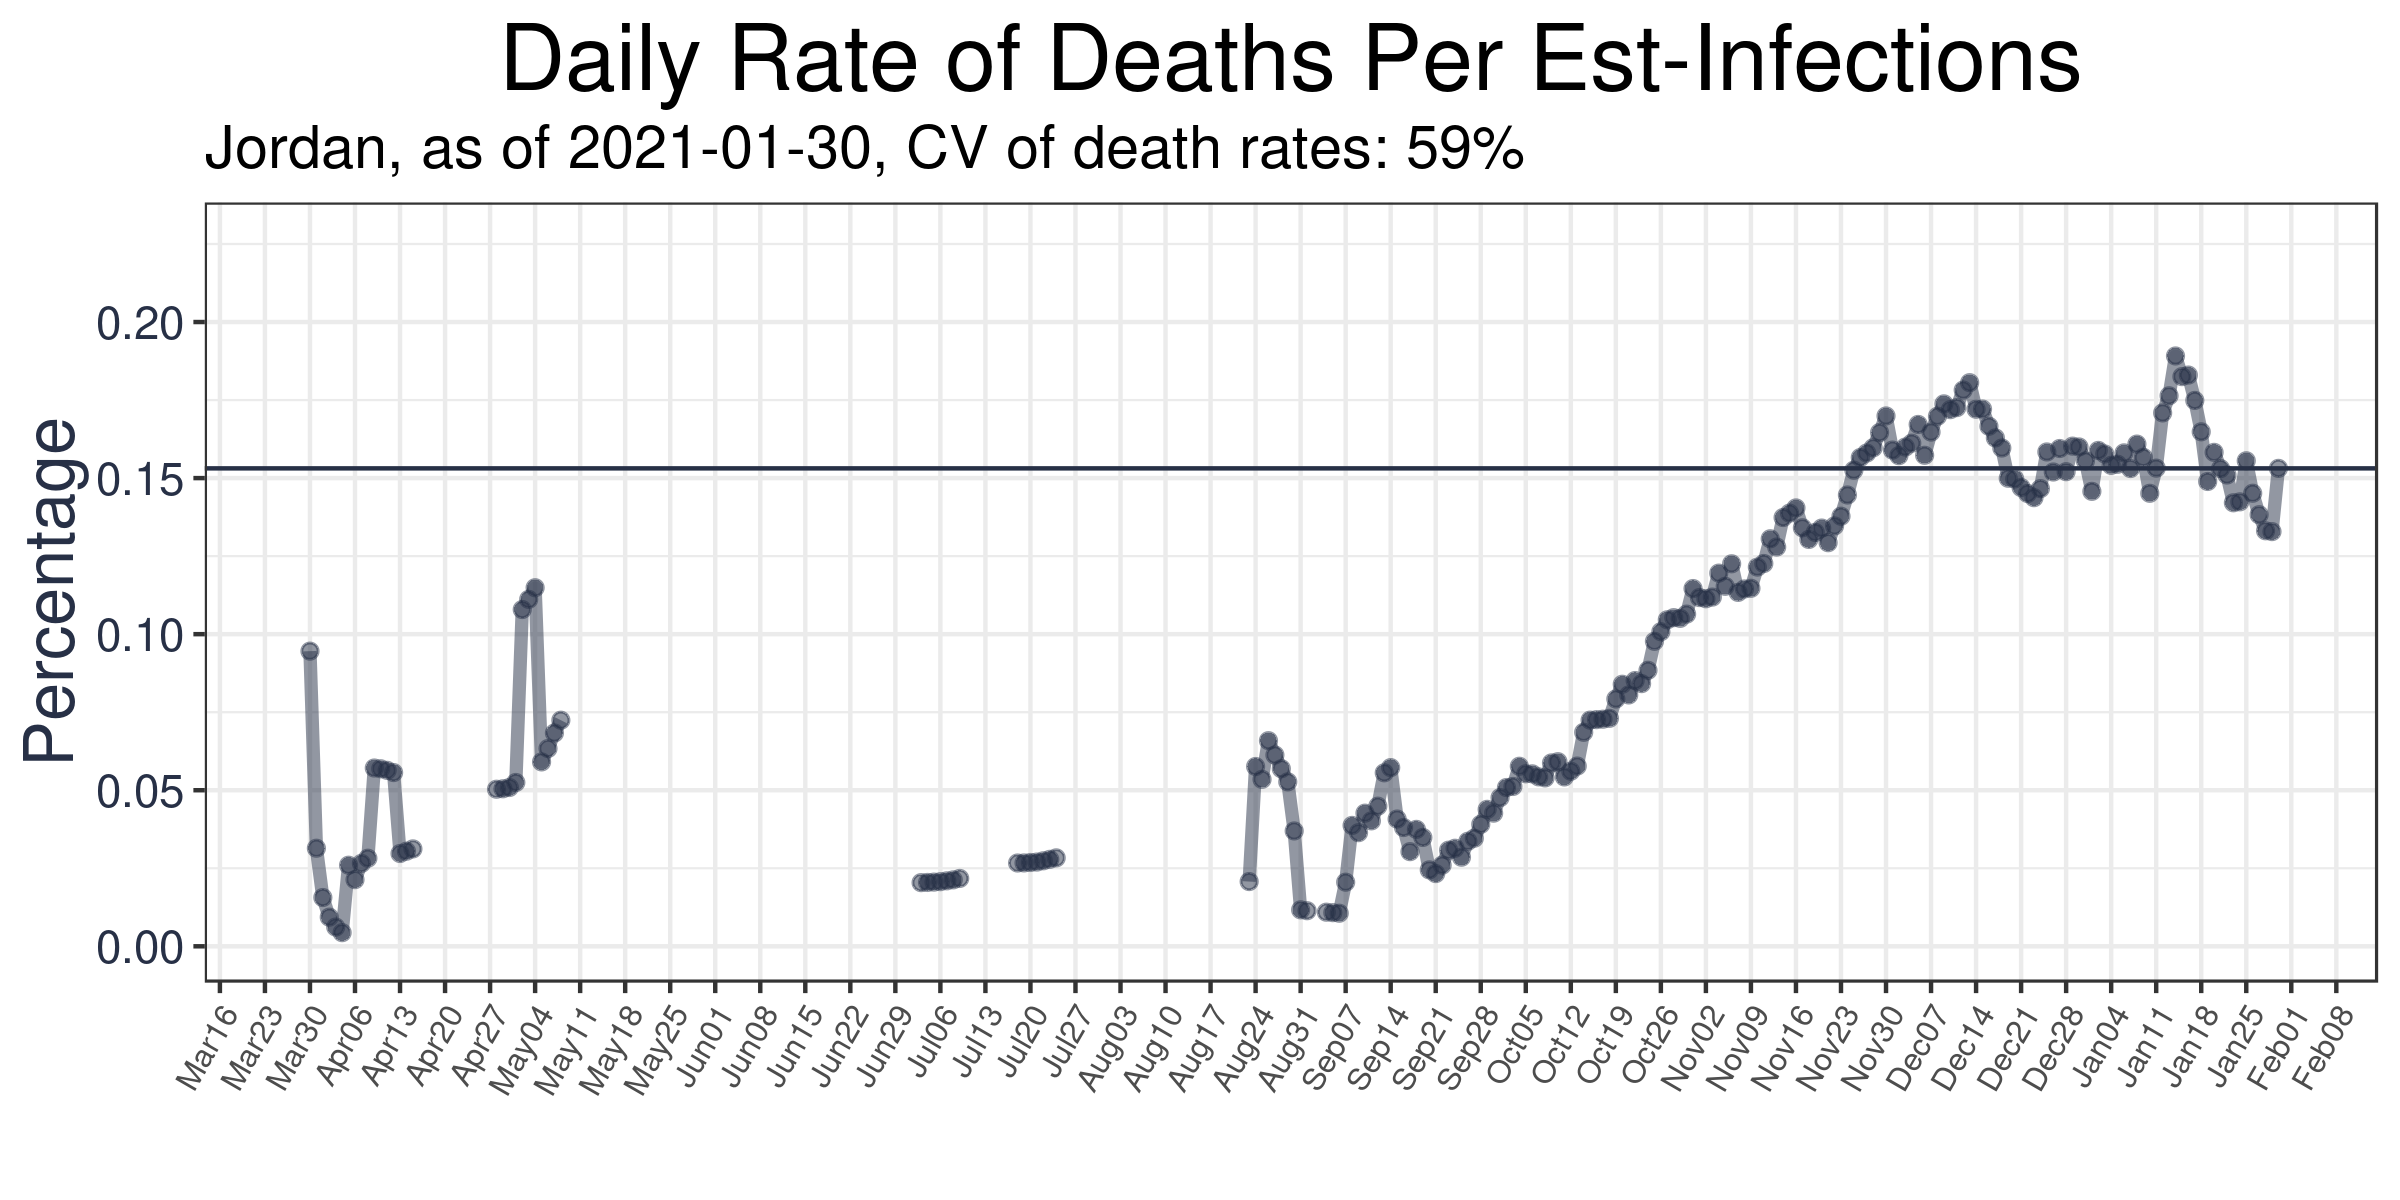 Daily Rate of Deaths Per Est-Infections
Jordan, as of 2021-01-30, CV of death rates: 59%
Percentage
0.20
0.15
0.10
0.05
0.00
Mar16
Mar23
Mar30
Apr06
Apr13
Apr20
Apr27
May04
May11
May18
May25
Jun01
Jun08
Jun15
Jun22
Jun29
Jul06
Jul13
Jul20
Jul27
Aug03
Aug10
Aug17
Aug24
Aug31
Sep07
Sep14
Sep21
Sep28
Oct05
Oct12
Oct19
Oct26
Nov02
Nov09
Nov16
Nov23
Nov30
Dec07
Dec14
Dec21
Dec28
Jan04
Jan11
Jan18
Jan25
Feb01
Feb08